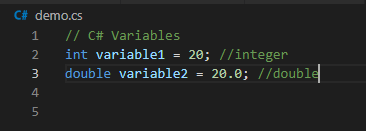 C# demo.cs
1 // C# Variables
2 int variable1 = 20; //integer
3 double variable2 = 20.0; //double
4
5